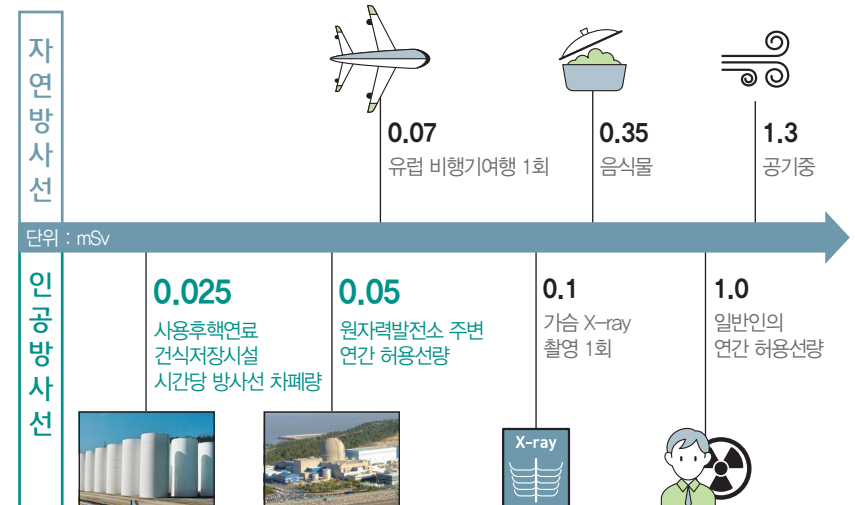 자연방사선
0.07
유럽 비행기여행 1회
0.35
음식물
1.3
공기중
단위 : mSv
인공방사선
0.025
사용후핵연료
건식저장시설
시간당 방사선 차폐량
0.05
원자력발전소 주변
연간 허용선량
0.1
가슴 X-ray
촬영 1회
1.0
일반인의
연간 허용선량
X-ray